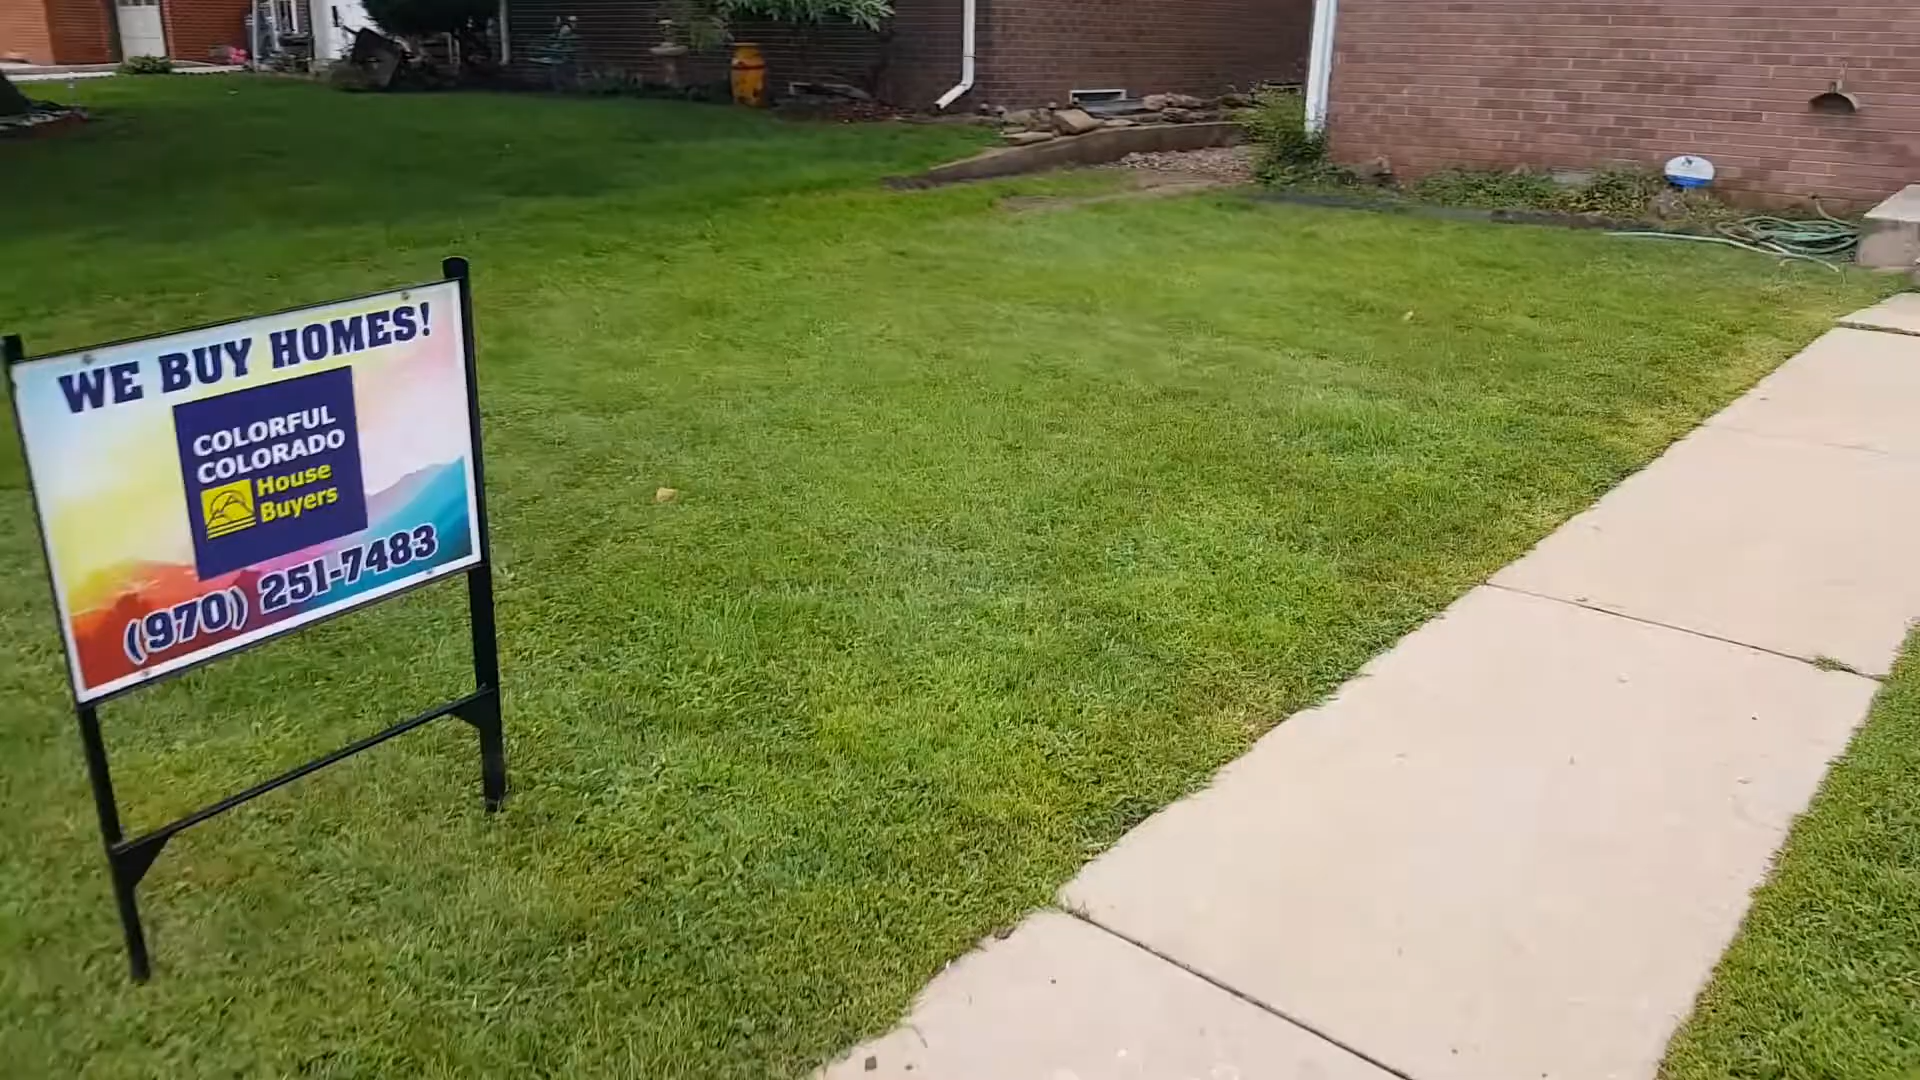 WE BUY HOMES!
COLORFUL
COLORADO
House
Buyers
(970) 251-7483